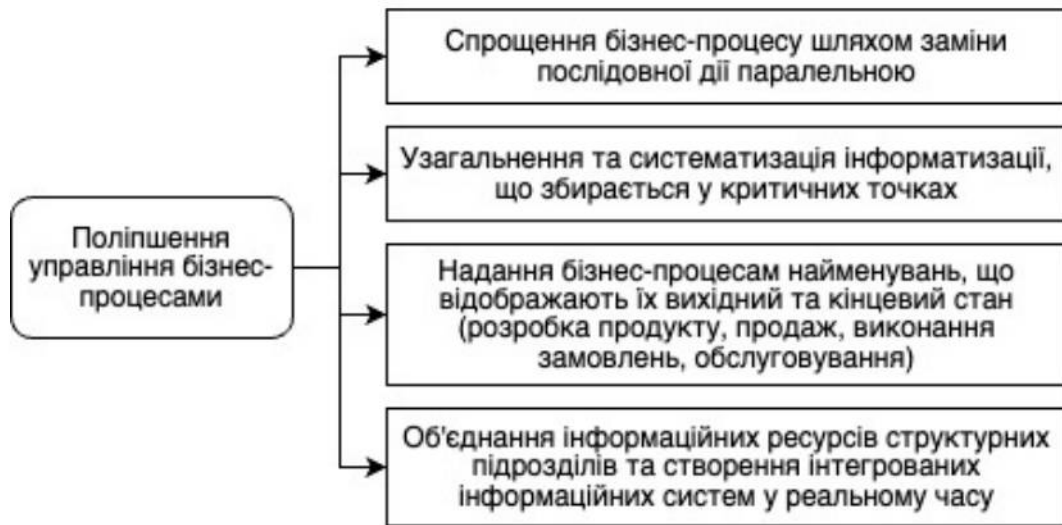 Спрощення бізнес-процесу шляхом заміни
послідовної дії паралельною
Узагальнення та систематизація інформатизації,
що збирається у критичних точках
Поліпшення
управління бізнес-
процесами
Надання бізнес-процесам найменувань, що
відображають їх вихідний та кінцевий стан
(розробка продукту, продаж, виконання
замовлень, обслуговування)
Об'єднання інформаційних ресурсів структурних
підрозділів та створення інтегрованих
інформаційних систем у реальному часу